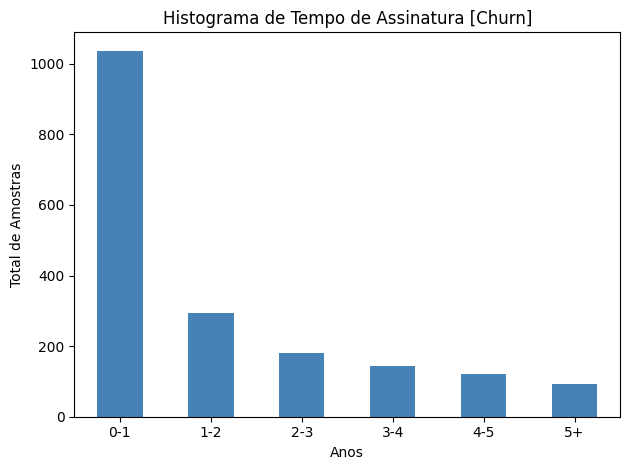 Histograma de Tempo de Assinatura [Churn]
Total de Amostras
1000
800
600
400
200
0
0-1 1-2 2-3 3-4 4-5 5+
Anos